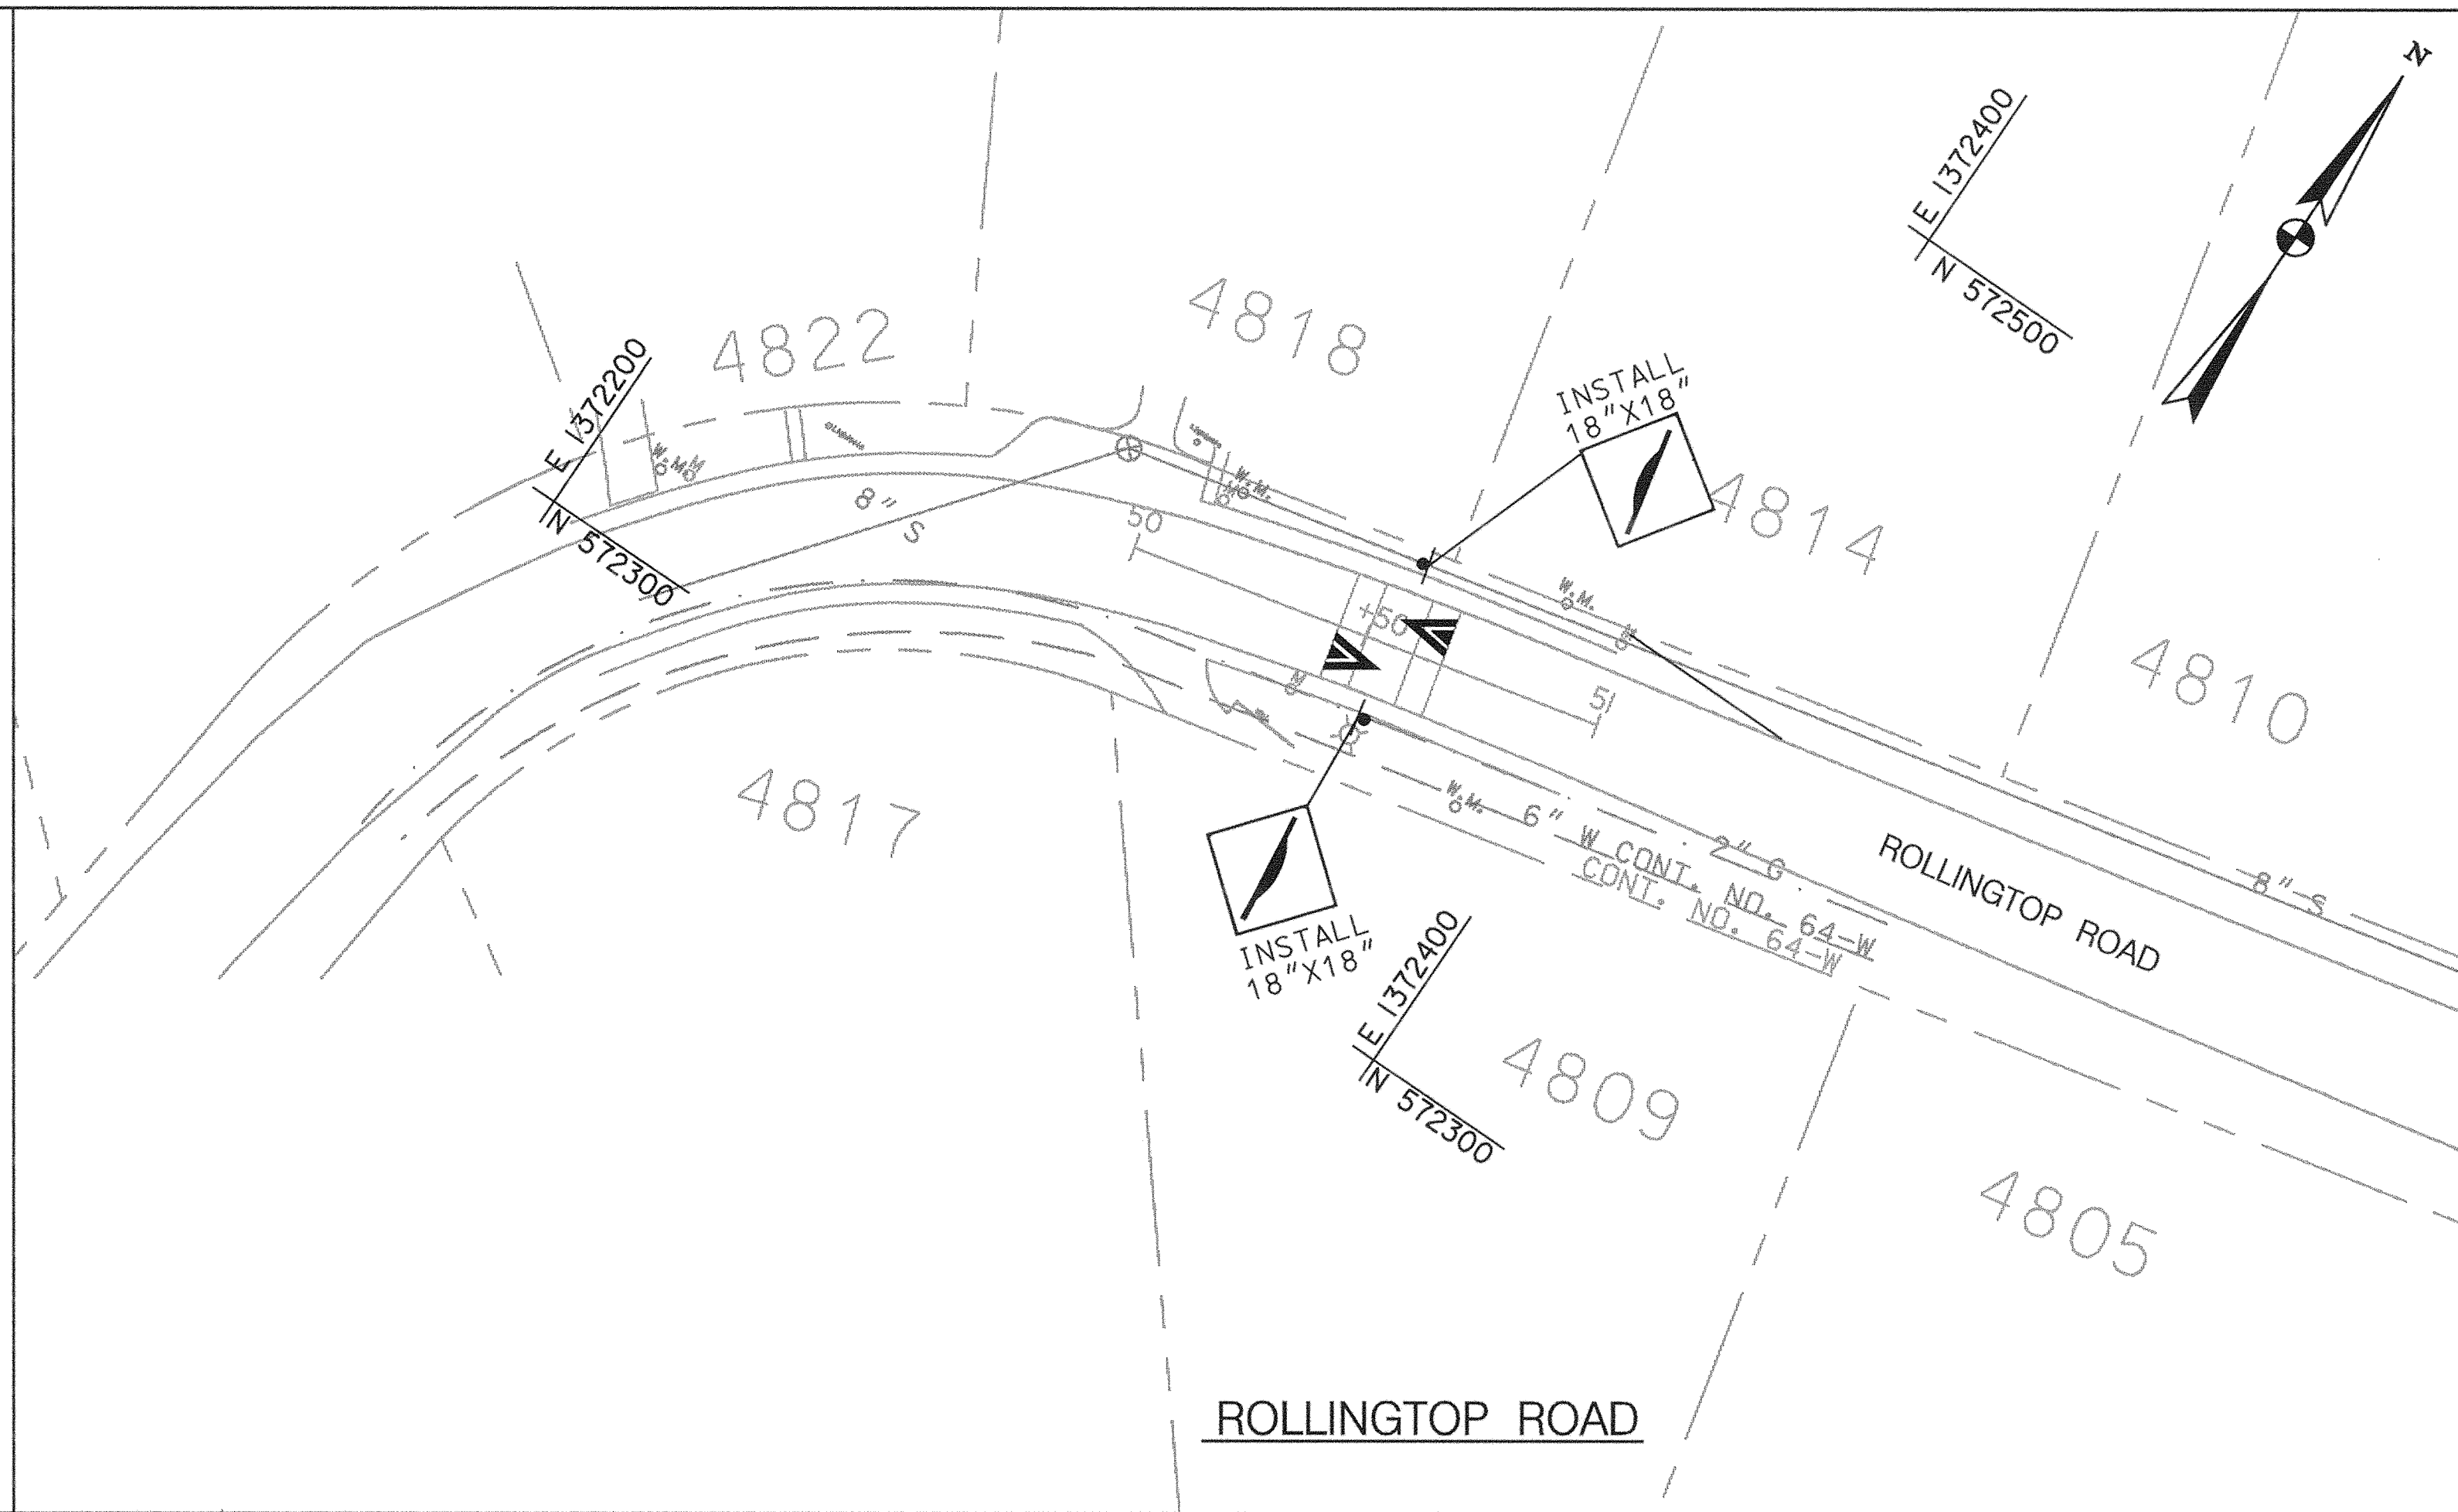 N
E 1372400
N 572500
4822
4818
E 1372200
N 572300
INSTALL
18"X18"
4814
W.M.
W.M.
8" S
50
W.M.
+50
51
4810
4817
W.M.
6" W CONT. NO. 64-W
CONT. NO. 64-W
2" G
ROLLINGTOP ROAD
8" S
INSTALL
18"X18"
E 1372400
N 572300
4809
4805
ROLLINGTOP ROAD